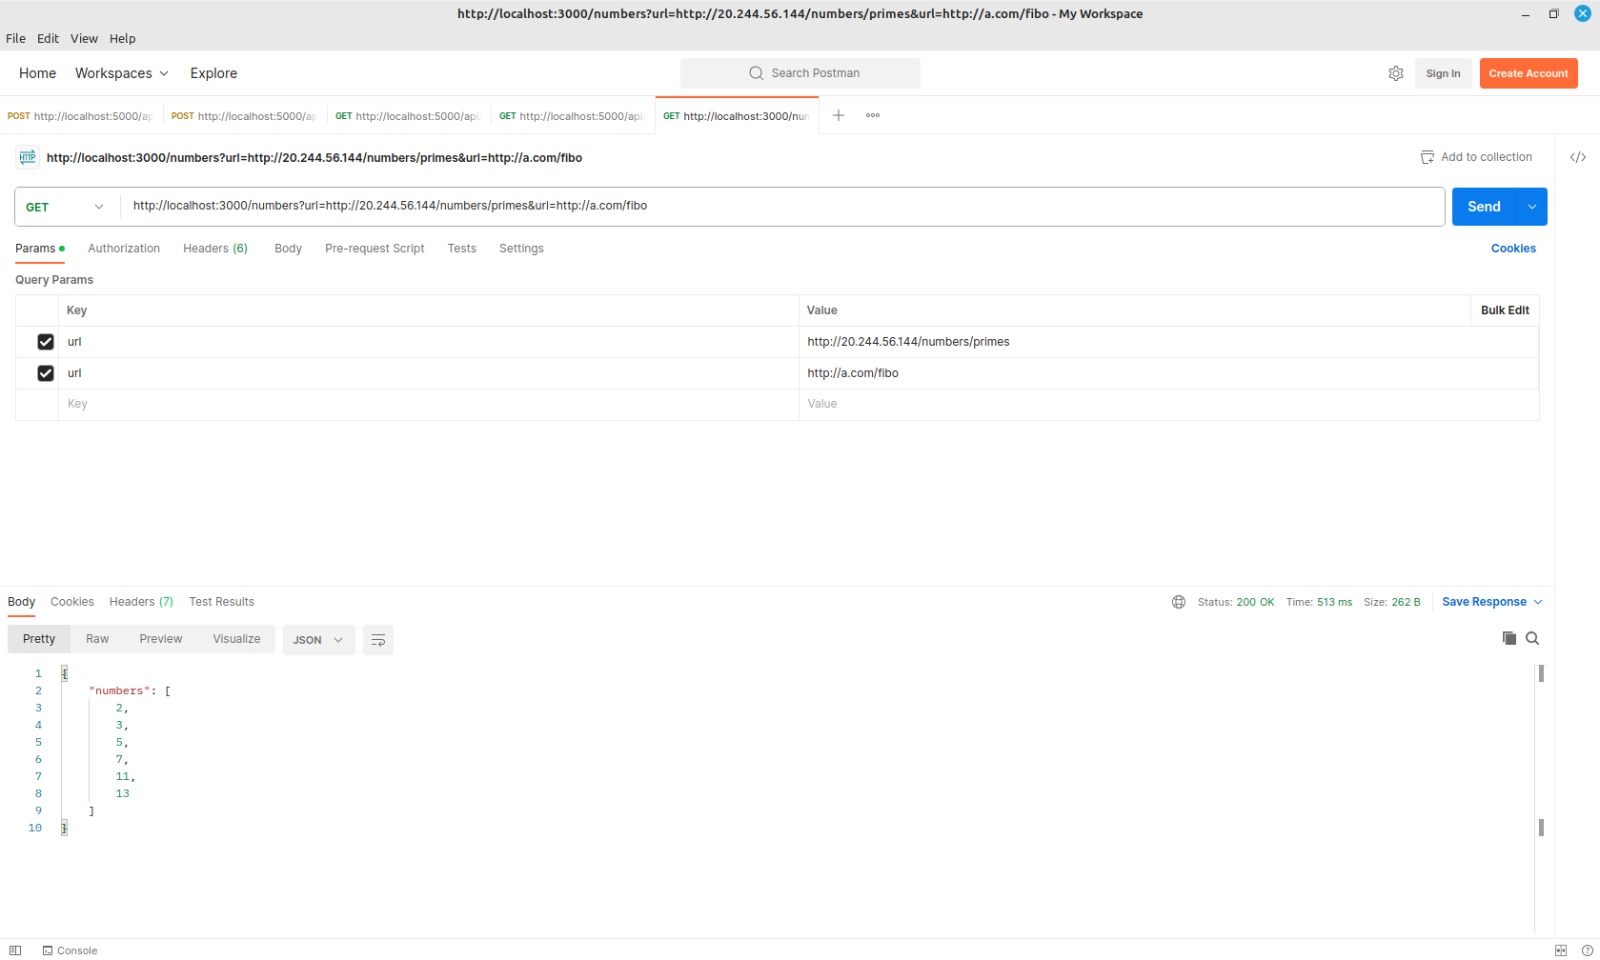 http://localhost:3000/numbers?url=http://20.244.56.144/numbers/primes&url=http://a.com/fibo - My Workspace
File Edit View Help
Home Workspaces Explore Search Postman Sign In Create Account
POST http://localhost:5000/ap POST http://localhost:5000/ap GET http://localhost:5000/api/ GET http://localhost:5000/api/ GET http://localhost:3000/num
HTTP http://localhost:3000/numbers?url=http://20.244.56.144/numbers/primes&url=http://a.com/fibo Add to collection </>
GET http://localhost:3000/numbers?url=http://20.244.56.144/numbers/primes&url=http://a.com/fibo Send
Params Authorization Headers (6) Body Pre-request Script Tests Settings Cookies
Query Params
Key Value Bulk Edit
url http://20.244.56.144/numbers/primes
url http://a.com/fibo
Key Value
Body Cookies Headers (7) Test Results Status: 200 OK Time: 513 ms Size: 262 B Save Response
Pretty Raw Preview Visualize JSON
1 {
2 "numbers": [
3 2,
4 3,
5 5,
6 7,
7 11,
8 13
9 ]
10 }
Console